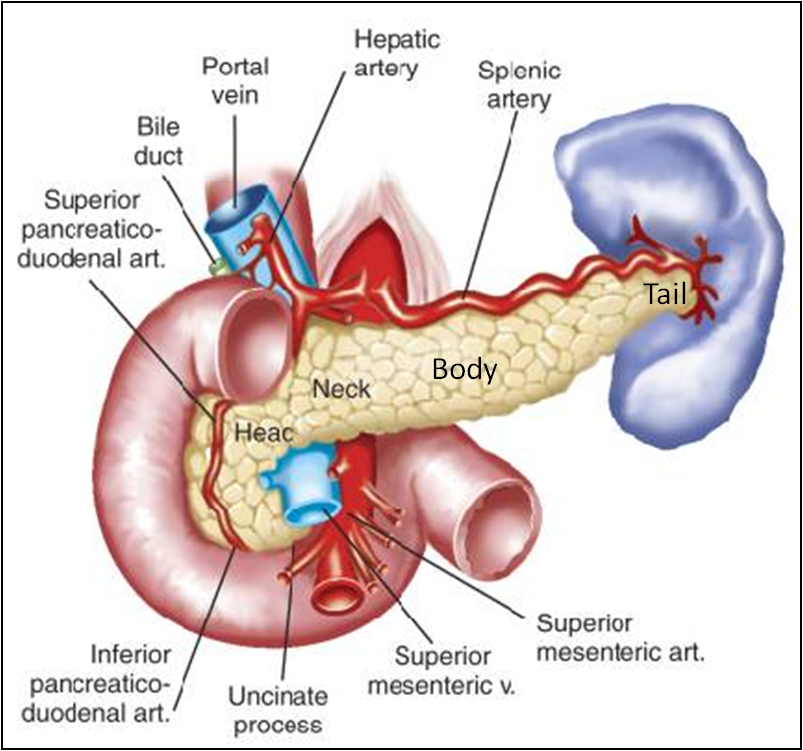 Hepatic
artery
Portal
vein
Splenic
artery
Bile
duct
Superior
pancreatico-
duodenal art.
Tail
Body
Neck
Heac
Superior
mesenteric art.
Inferior
pancreatico-
duodenal art.
Superior
mesenteric v.
Uncinate
process